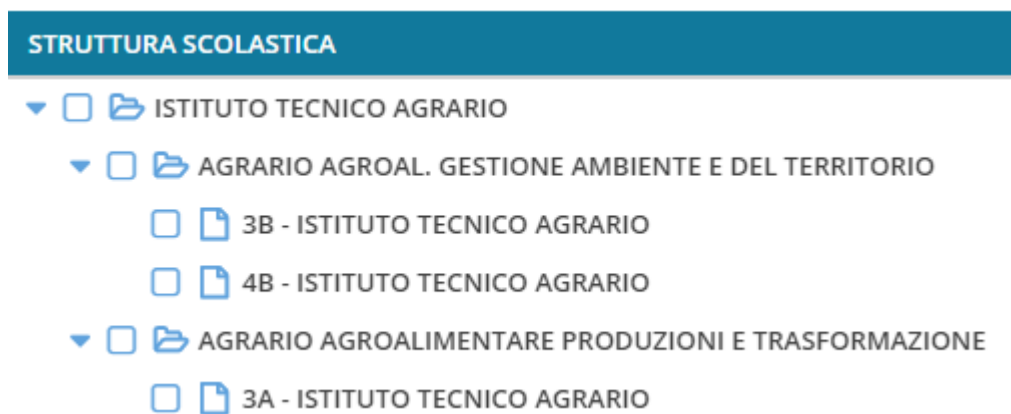 STRUTTURA SCOLASTICA
ISTITUTO TECNICO AGRARIO
AGRARIO AGROAL. GESTIONE AMBIENTE E DEL TERRITORIO
3B - ISTITUTO TECNICO AGRARIO
4B - ISTITUTO TECNICO AGRARIO
AGRARIO AGROALIMENTARE PRODUZIONI E TRASFORMAZIONE
3A - ISTITUTO TECNICO AGRARIO